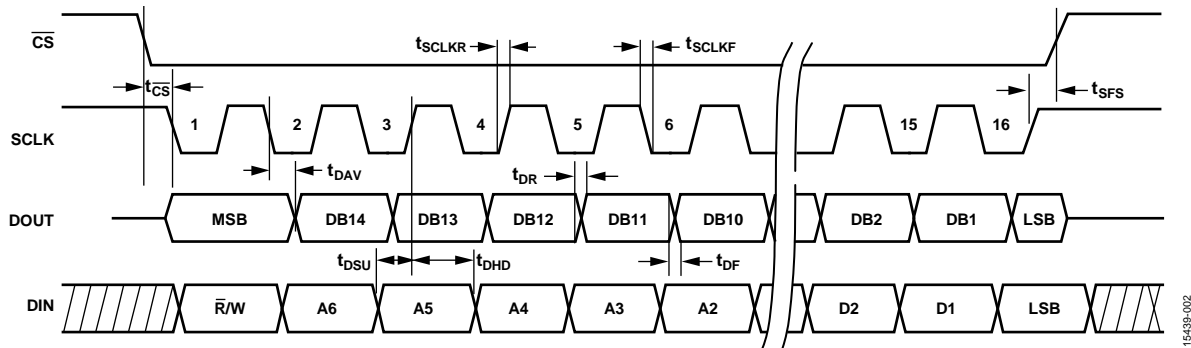 CS
tSCLKR
tSCLKF
tCS
tSFS
SCLK
1 2 3 4 5 6 15 16
tDAV
tDR
DOUT
MSB DB14 DB13 DB12 DB11 DB10 DB2 DB1 LSB
tDSU
tDHD
tDF
DIN
R/W A6 A5 A4 A3 A2 D2 D1 LSB
15439-002